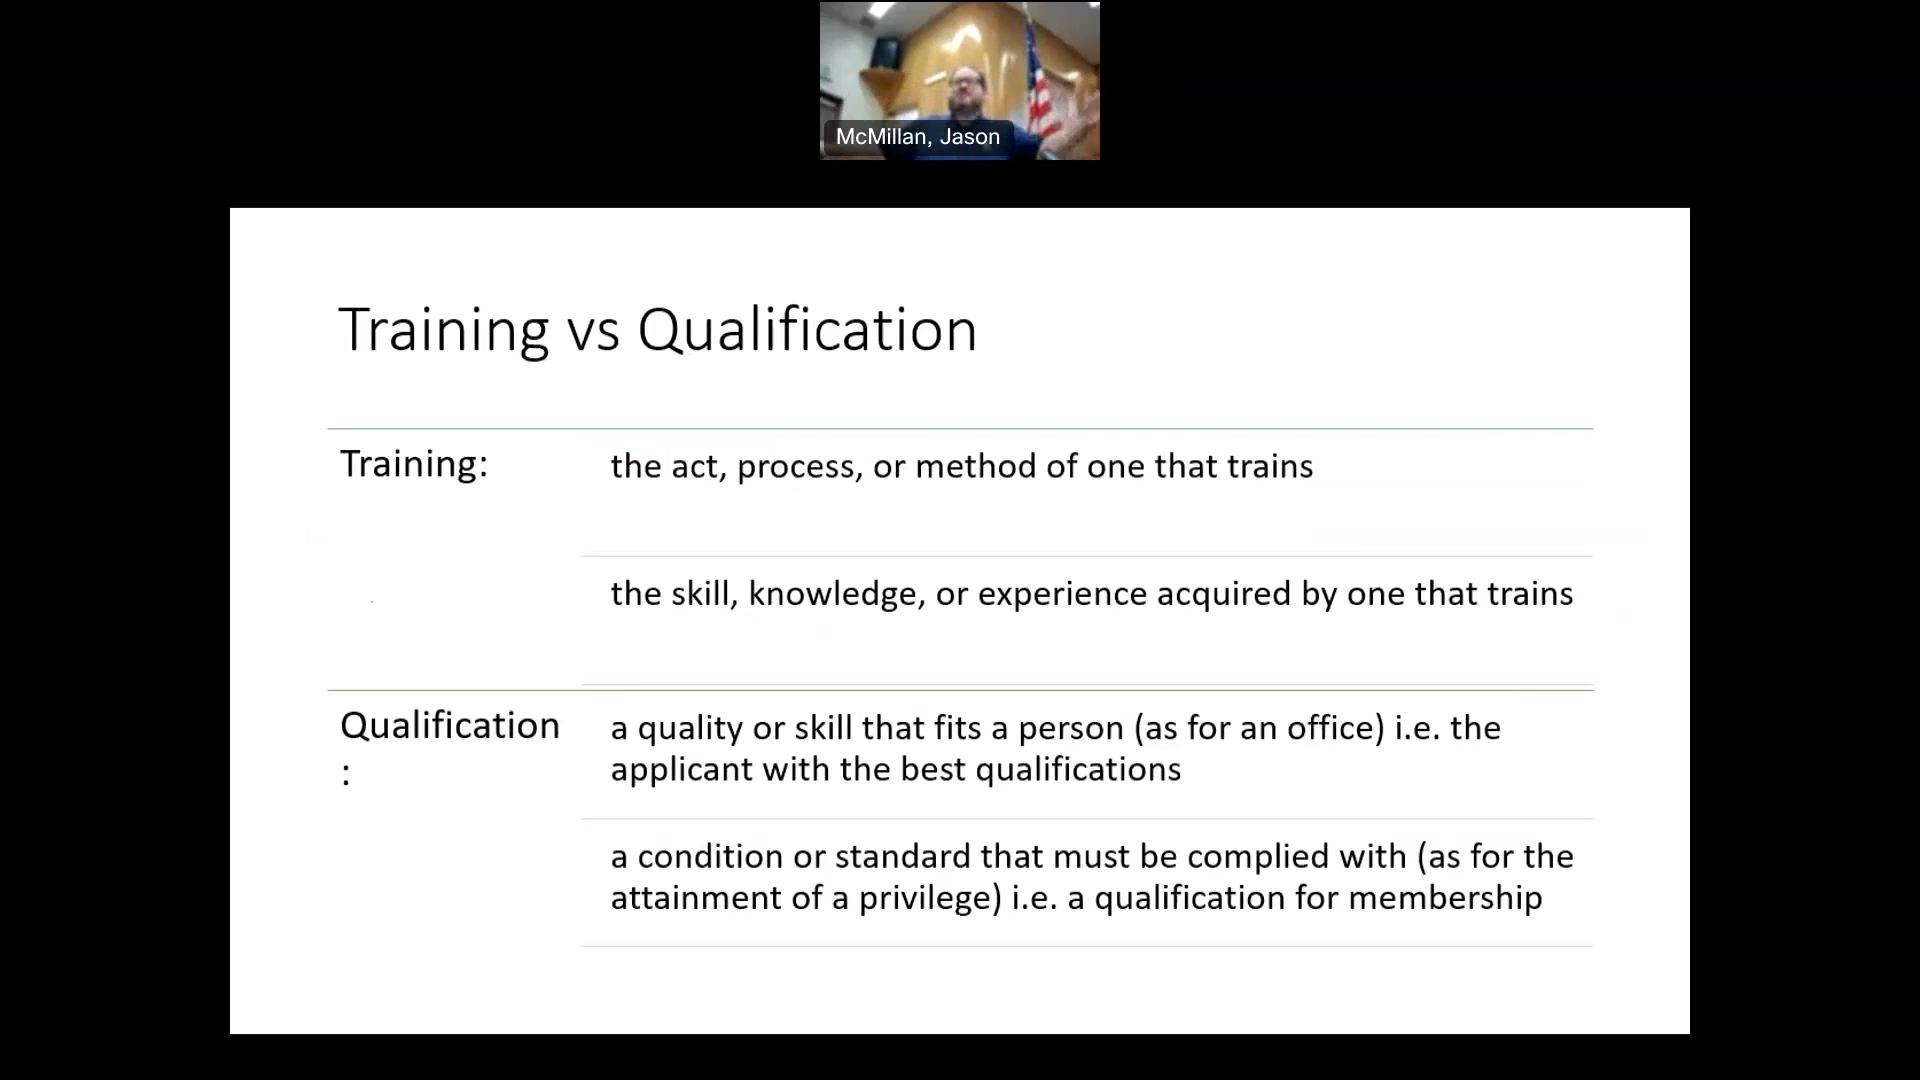 McMillan, Jason
Training vs Qualification
Training:
the act, process, or method of one that trains
the skill, knowledge, or experience acquired by one that trains
Qualification
:
a quality or skill that fits a person (as for an office) i.e. the
applicant with the best qualifications
a condition or standard that must be complied with (as for the
attainment of a privilege) i.e. a qualification for membership